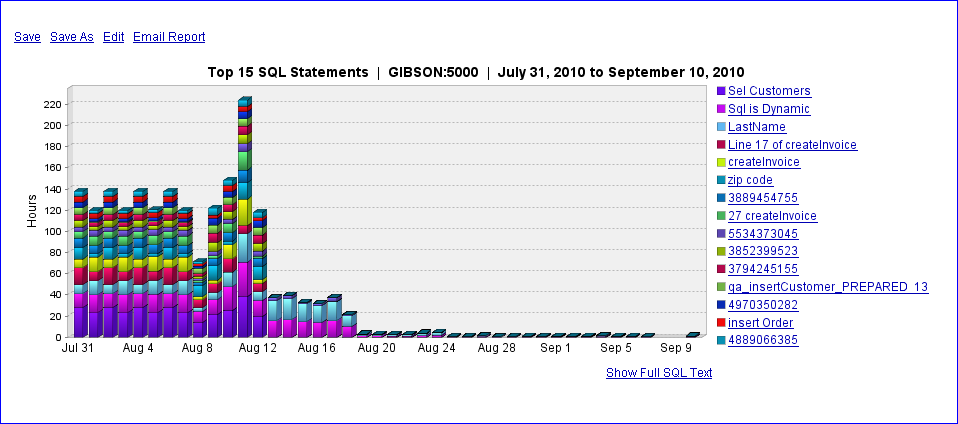 Save Save As Edit Email Report
Top 15 SQL Statements | GIBSON:5000 | July 31, 2010 to September 10, 2010
Hours
220
200
180
160
140
120
100
80
60
40
20
0
Jul 31 Aug 4 Aug 8 Aug 12 Aug 16 Aug 20 Aug 24 Aug 28 Sep 1 Sep 5 Sep 9
Sel Customers
Sql is Dynamic
LastName
Line 17 of createInvoice
createInvoice
zip code
3889454755
27 createInvoice
5534373045
3852399523
3794245155
qa_insertCustomer_PREPARED_13
4970350282
insert Order
4889066385
Show Full SQL Text